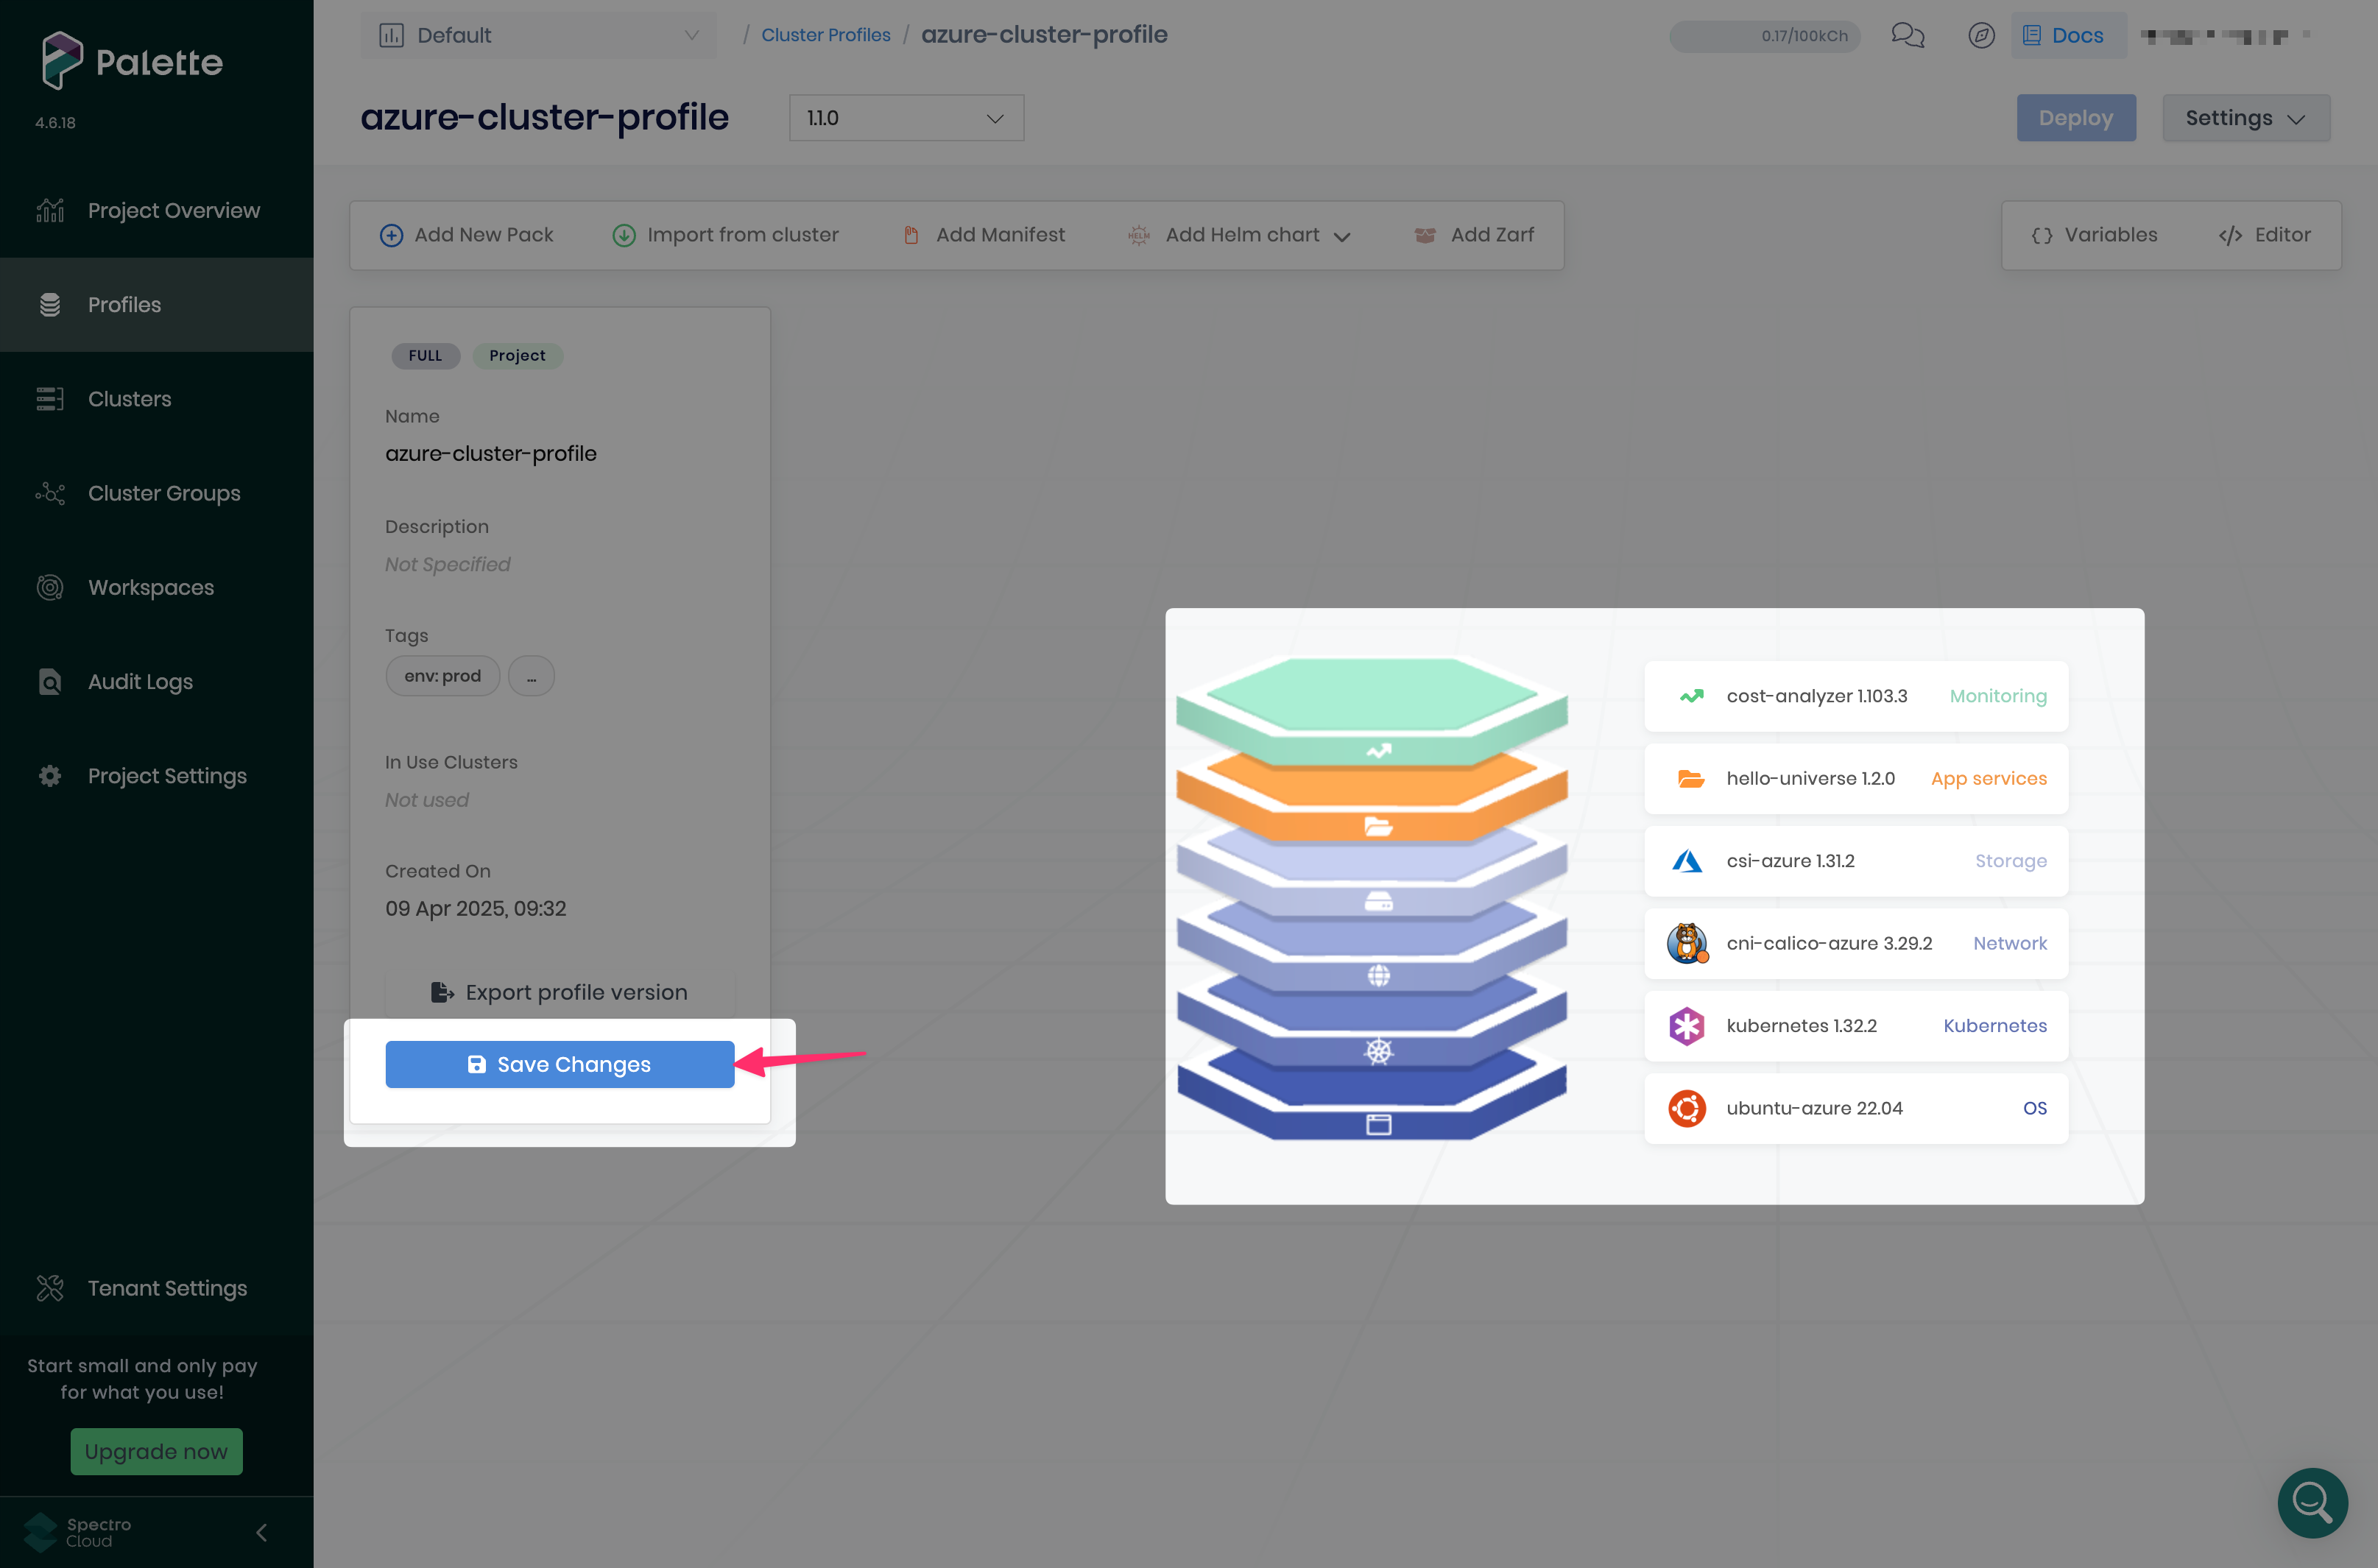 Palette
4.6.18
Project Overview
Profiles
Clusters
Cluster Groups
Workspaces
Audit Logs
Project Settings
Tenant Settings
Start small and only pay
for what you use!
Upgrade now
Spectro
Cloud
Default
/ Cluster Profiles / azure-cluster-profile
0.17/100kCh
Docs
azure-cluster-profile
1.1.0
Deploy
Settings
Add New Pack
Import from cluster
Add Manifest
HELM
Add Helm chart
Add Zarf
{} Variables
</> Editor
FULL
Project
Name
azure-cluster-profile
Description
Not Specified
Tags
env: prod
...
In Use Clusters
Not used
Created On
09 Apr 2025, 09:32
Export profile version
Save Changes
cost-analyzer 1.103.3 Monitoring
hello-universe 1.2.0 App services
csi-azure 1.31.2 Storage
cni-calico-azure 3.29.2 Network
kubernetes 1.32.2 Kubernetes
ubuntu-azure 22.04 OS